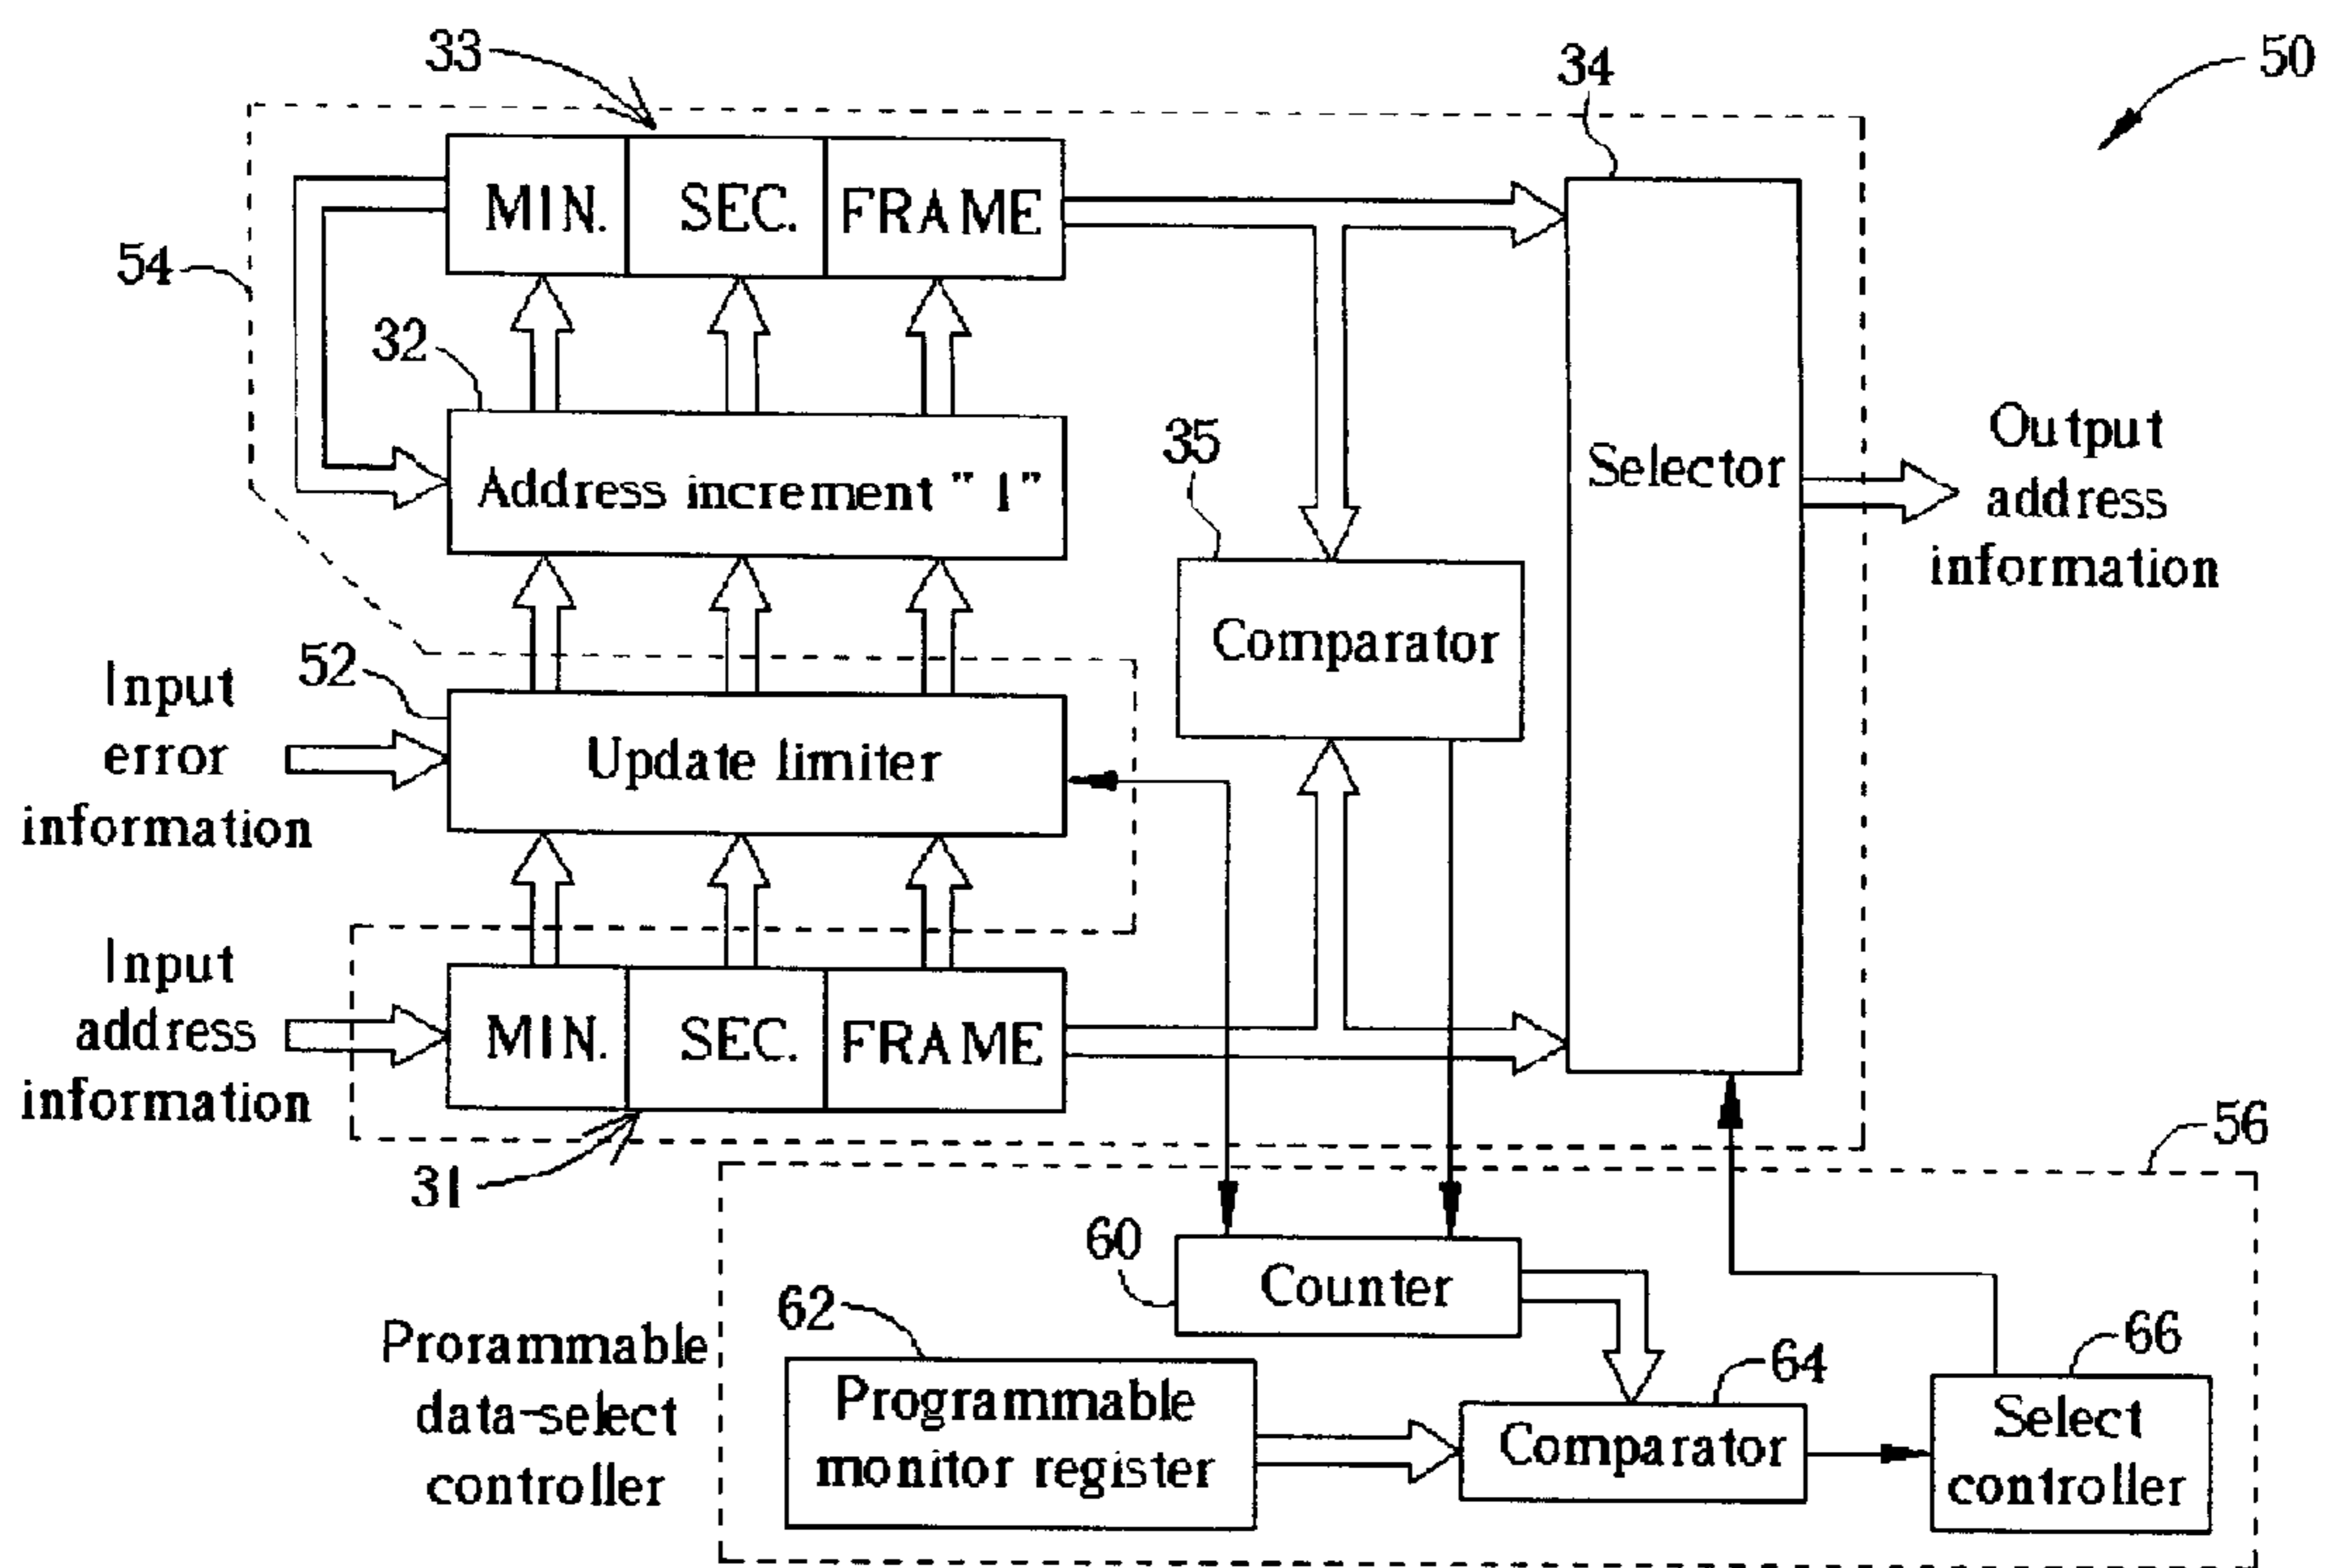 33
34
50
MIN. SEC. FRAME
54
32
Address increment "1"
35
Selector
Output
address
information
Comparator
52
Input
error
information
Update limiter
Input
address
information
MIN. SEC. FRAME
31
56
60
Counter
62
Prorammable
data-select
controller
Programmable
monitor register
64
Comparator
66
Select
controller